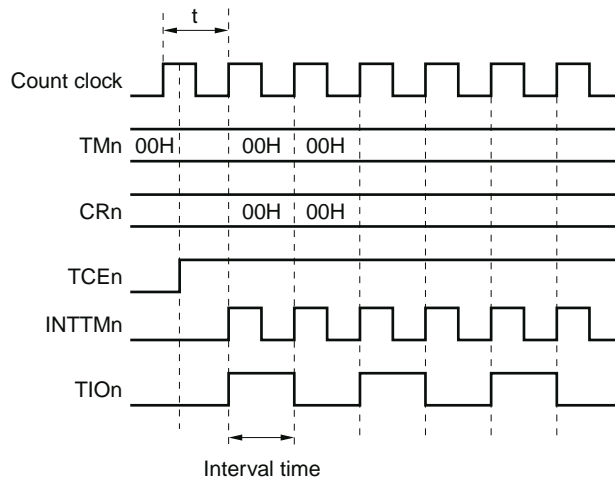 t
Count clock
TMn 00H 00H 00H
CRn 00H 00H
TCEn
INTTMn
TIOn
Interval time